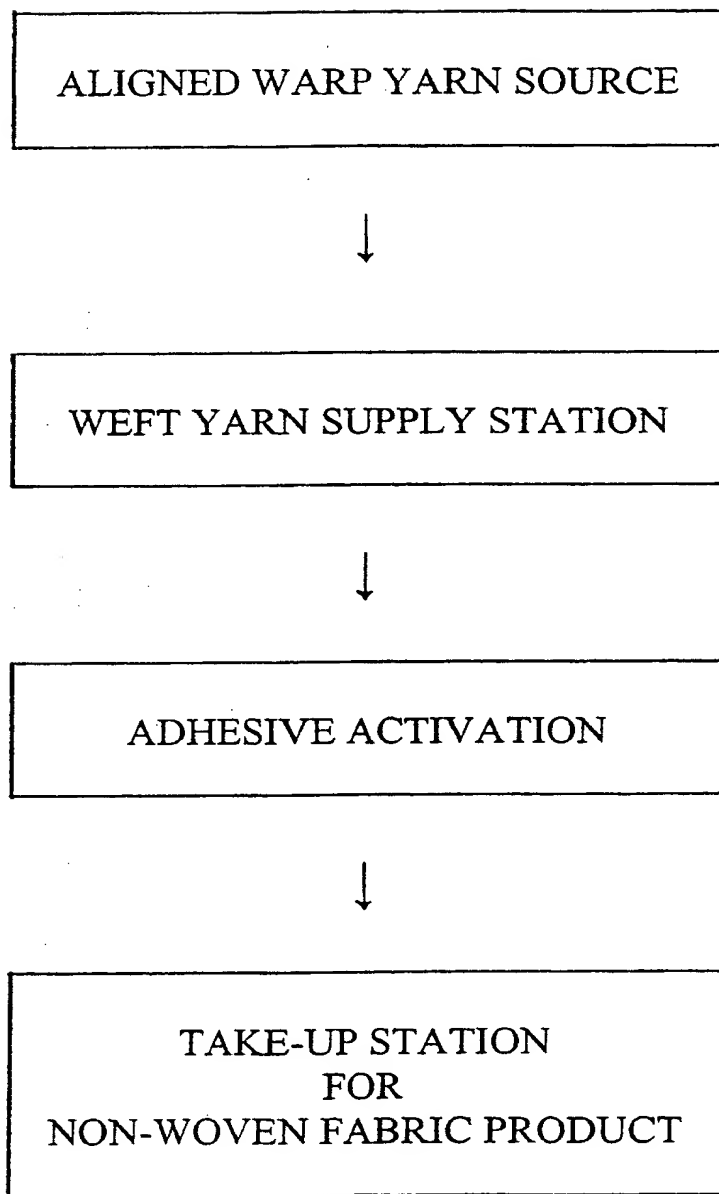 ALIGNED WARP YARN SOURCE
↓
WEFT YARN SUPPLY STATION
↓
ADHESIVE ACTIVATION
↓
TAKE-UP STATION
FOR
NON-WOVEN FABRIC PRODUCT